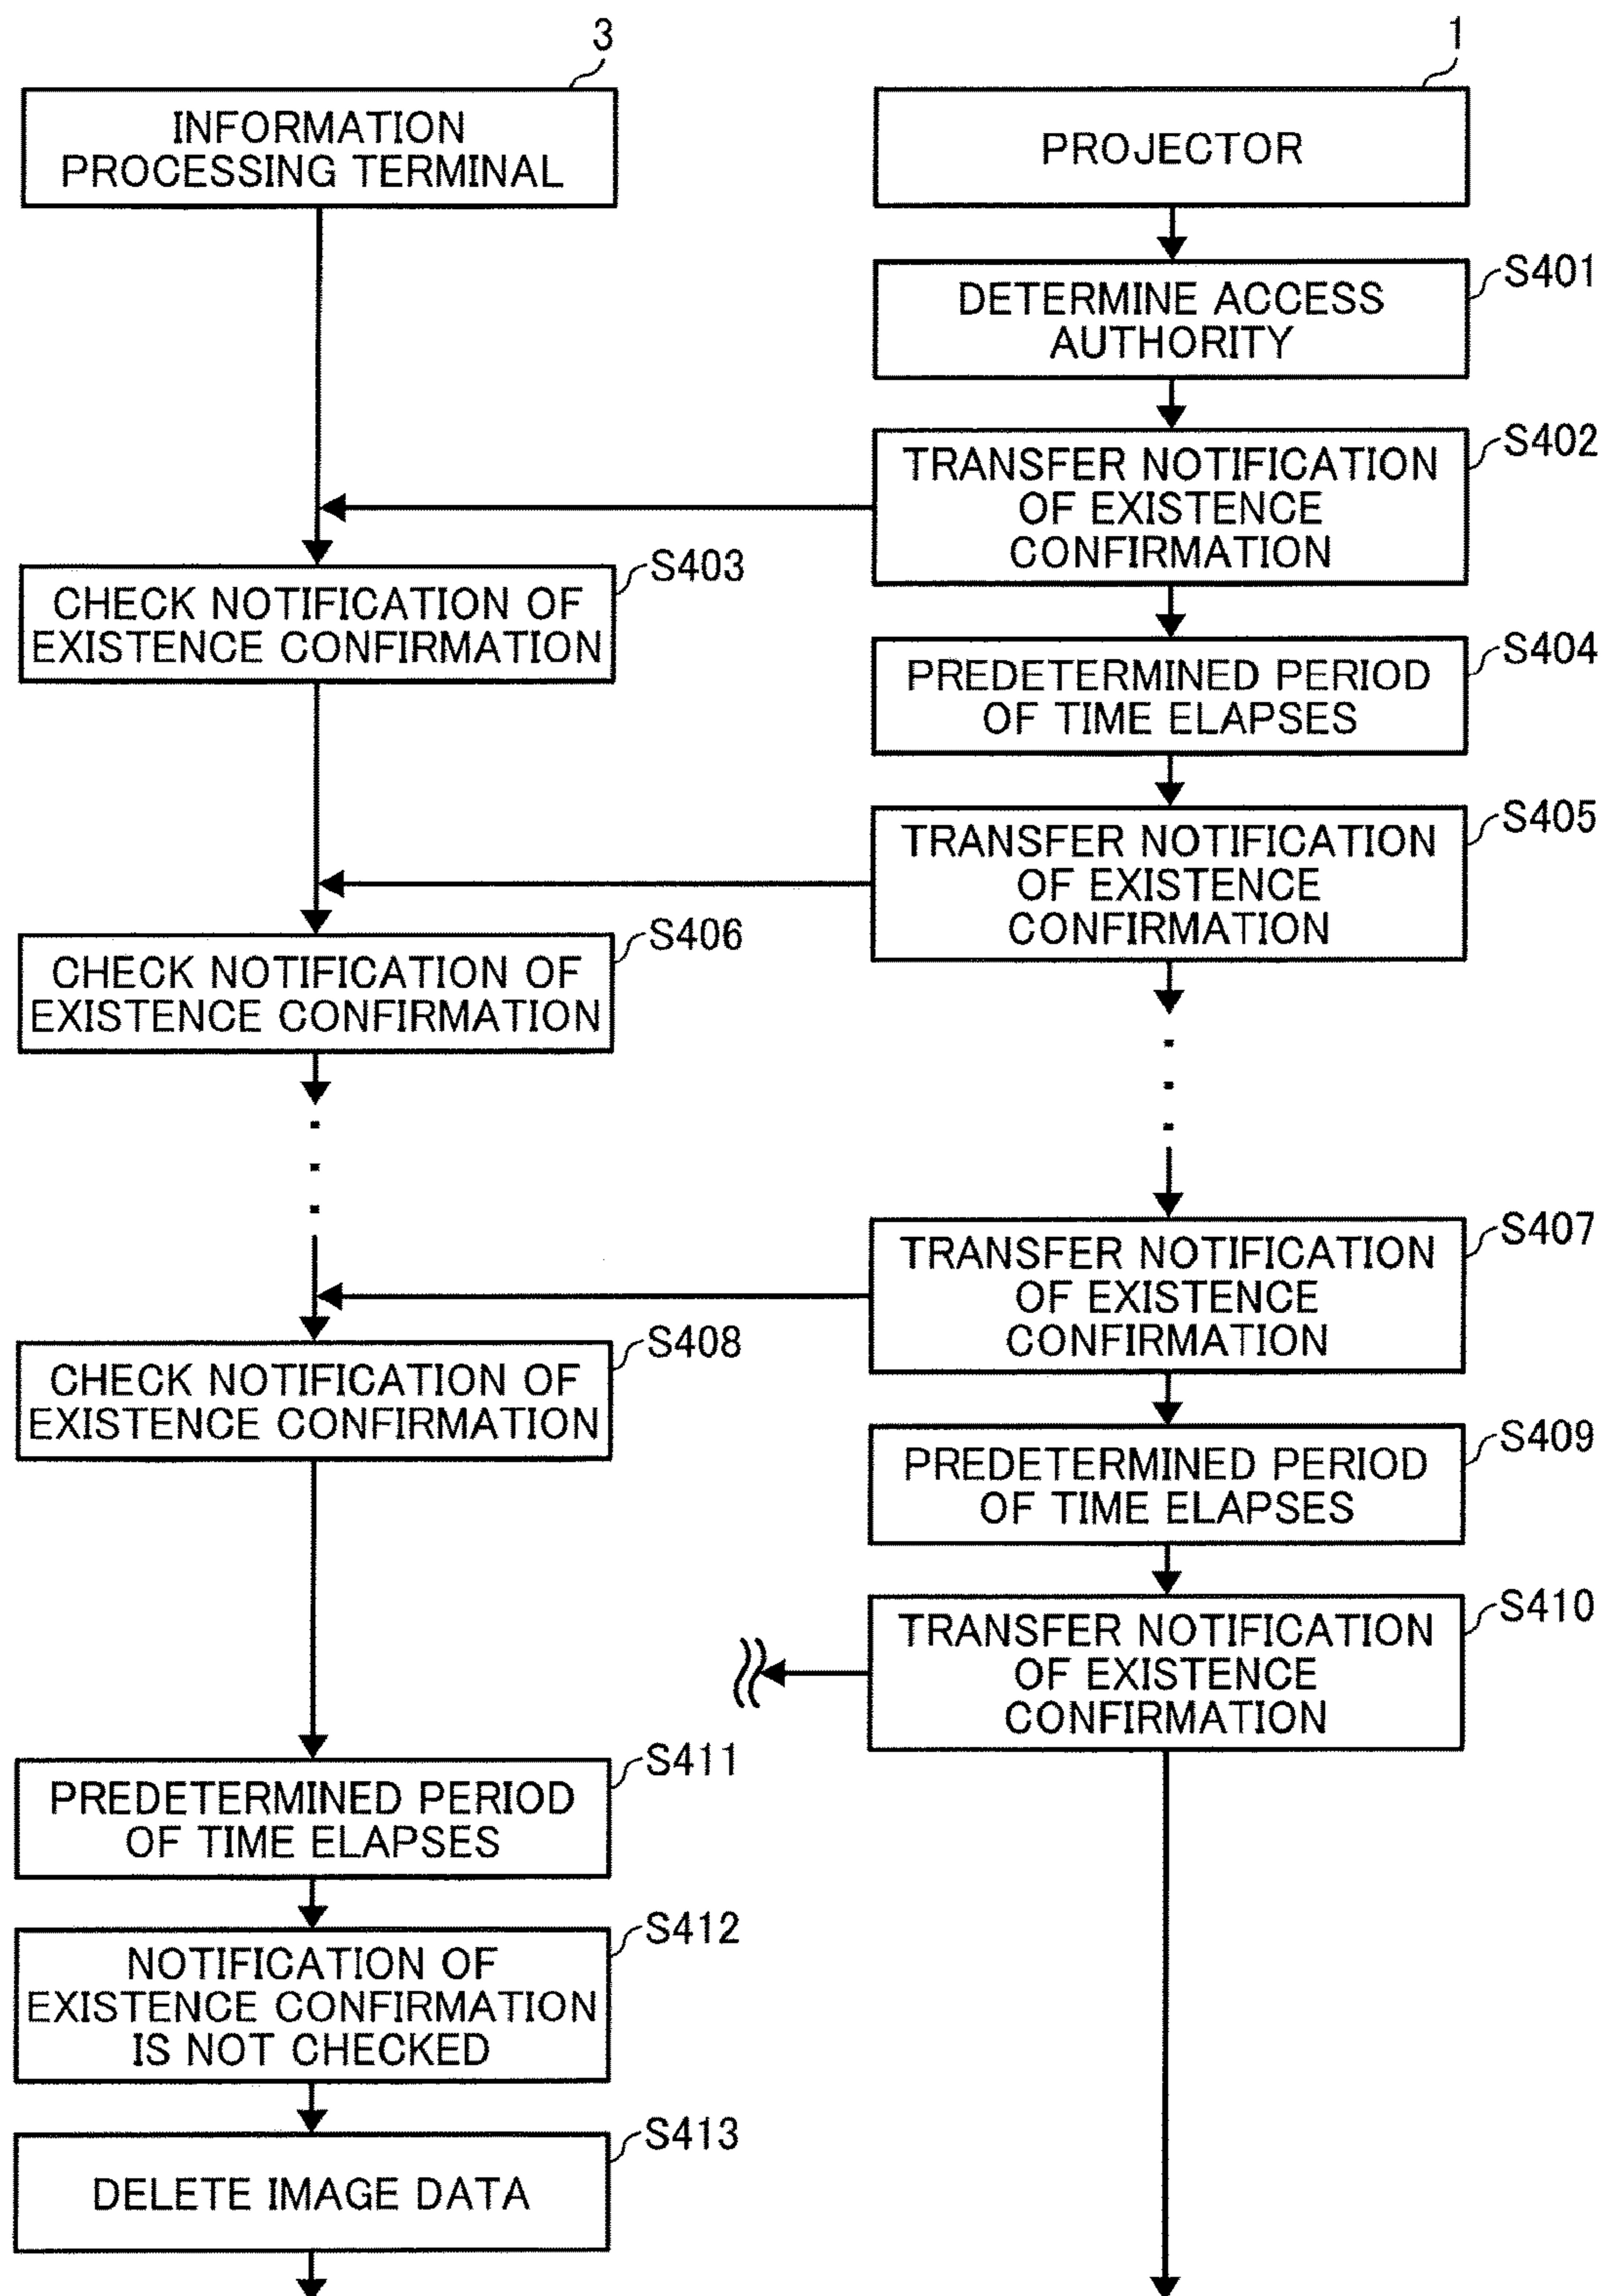 3
INFORMATION
PROCESSING TERMINAL
1
PROJECTOR
S401
DETERMINE ACCESS
AUTHORITY
S402
TRANSFER NOTIFICATION
OF EXISTENCE
CONFIRMATION
S403
CHECK NOTIFICATION OF
EXISTENCE CONFIRMATION
S404
PREDETERMINED PERIOD
OF TIME ELAPSES
S405
TRANSFER NOTIFICATION
OF EXISTENCE
CONFIRMATION
S406
CHECK NOTIFICATION OF
EXISTENCE CONFIRMATION
S407
TRANSFER NOTIFICATION
OF EXISTENCE
CONFIRMATION
S408
CHECK NOTIFICATION OF
EXISTENCE CONFIRMATION
S409
PREDETERMINED PERIOD
OF TIME ELAPSES
S410
TRANSFER NOTIFICATION
OF EXISTENCE
CONFIRMATION
S411
PREDETERMINED PERIOD
OF TIME ELAPSES
S412
NOTIFICATION OF
EXISTENCE CONFIRMATION
IS NOT CHECKED
S413
DELETE IMAGE DATA